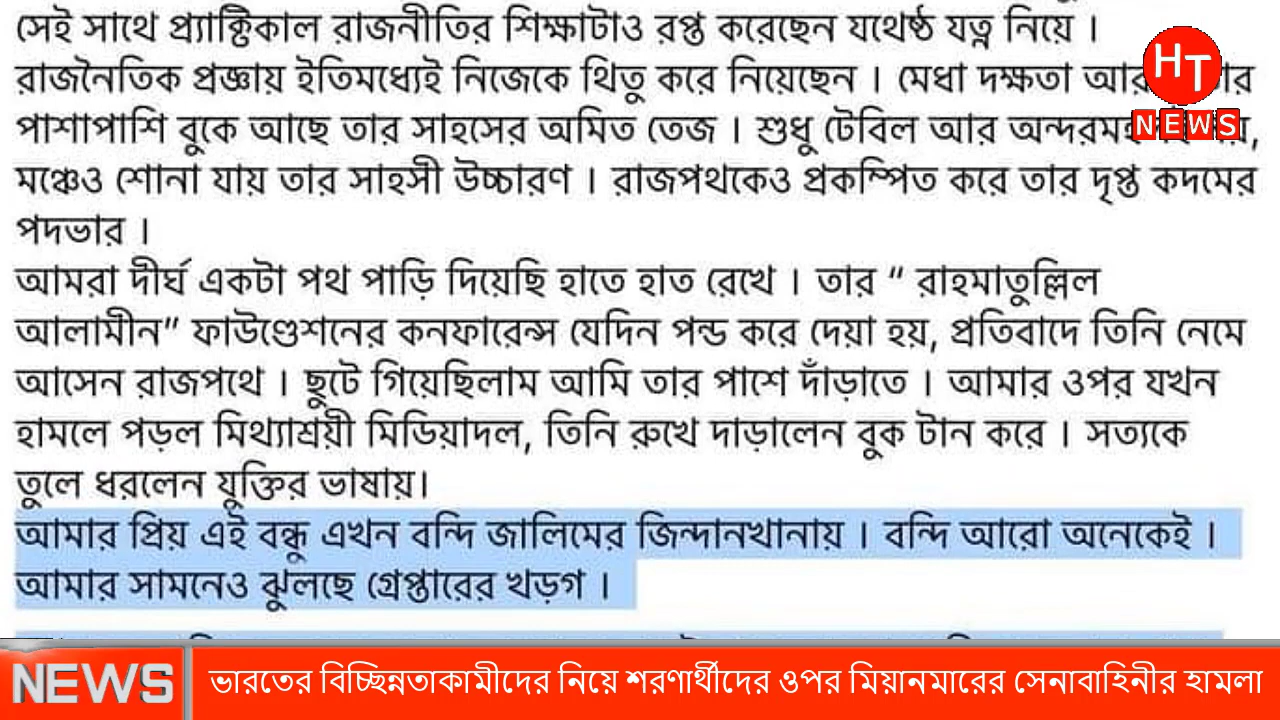 সেই সাথে প্র্যাক্টিকাল রাজনীতির শিক্ষাটাও রপ্ত করেছেন যথেষ্ঠ যত্ন নিয়ে ।
রাজনৈতিক প্রজ্ঞায় ইতিমধ্যেই নিজেকে থিতু করে নিয়েছেন । মেধা দক্ষতা আর
পাশাপাশি বুকে আছে তার সাহসের অমিত তেজ । শুধু টেবিল আর
মঞ্চেও শোনা যায় তার সাহসী উচ্চারণ । রাজপথকেও প্রকম্পিত করে তার দৃপ্ত কদমের
পদভার ।
আমরা দীর্ঘ একটা পথ পাড়ি দিয়েছি হাতে হাত রেখে । তার “ রাহমাতুল্লিল
আলামীন” ফাউণ্ডেশনের কনফারেন্স যেদিন পন্ড করে দেয়া হয়, প্রতিবাদে তিনি নেমে
আসেন রাজপথে । ছুটে গিয়েছিলাম আমি তার পাশে দাঁড়াতে । আমার ওপর যখন
হামলে পড়ল মিথ্যাশ্রয়ী মিডিয়াদল, তিনি রুখে দাড়ালেন বুক টান করে । সত্যকে
তুলে ধরলেন যুক্তির ভাষায়।
আমার প্রিয় এই বন্ধু এখন বন্দি জালিমের জিন্দানখানায় । বন্দি আরো অনেকেই ।
আমার সামনেও ঝুলছে গ্রেপ্তারের খড়গ ।
HT
NEWS
NEWS
ভারতের বিচ্ছিন্নতাকামীদের নিয়ে শরণার্থীদের ওপর মিয়ানমারের সেনাবাহিনীর হামলা